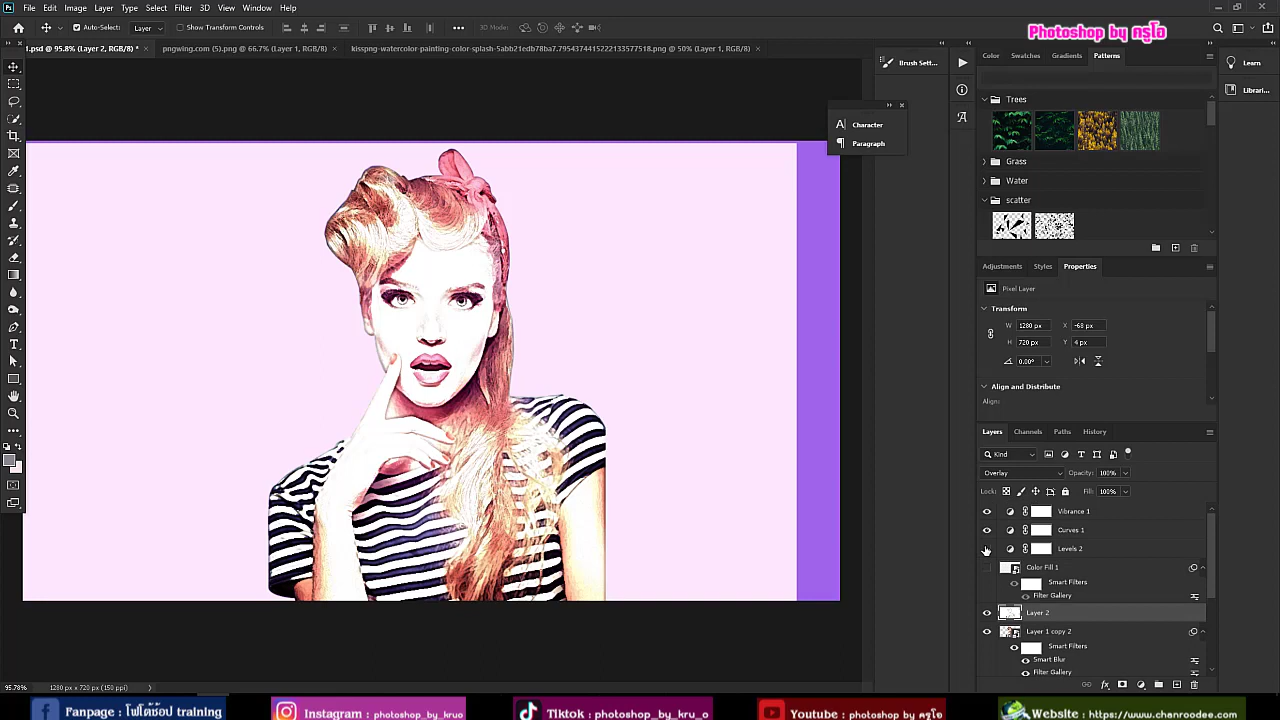 File Edit Image Layer Type Select Filter 3D View Window Help
Auto-Select: Layer Show Transform Controls 3D Mode:
Photoshop by ครูโอ
l.psd @ 95.8% (Layer 2, RGB/8) * × pngwing.com (5).png @ 66.7% (Layer 1, RGB/8) × kisspng-watercolor-painting-color-splash-5abb21edb78ba7.7954374415222133577518.png @ 50% (Layer 1, RGB/8) ×
Brush Sett...
Character
Paragraph
Color Swatches Gradients Patterns
Learn
Librari...
Trees
Grass
Water
scatter
Adjustments Styles Properties
Pixel Layer
Transform
W 1280 px X -68 px
H 720 px Y 4 px
0.00°
Align and Distribute
Align:
Layers Channels Paths History
Kind
Overlay Opacity: 100%
Lock: Fill: 100%
Vibrance 1
Curves 1
Levels 2
Color Fill 1
Smart Filters
Filter Gallery
Layer 2
Layer 1 copy 2
Smart Filters
Smart Blur
Filter Gallery
95.78% 1280 px x 720 px (150 ppi)
Fanpage : โฟโต้ช้อป training
Instagram : photoshop_by_kruo
Tiktok : photoshop_by_kru_o
Youtube : Photoshop by ครูโอ
Website : https://www.chanroodee.com